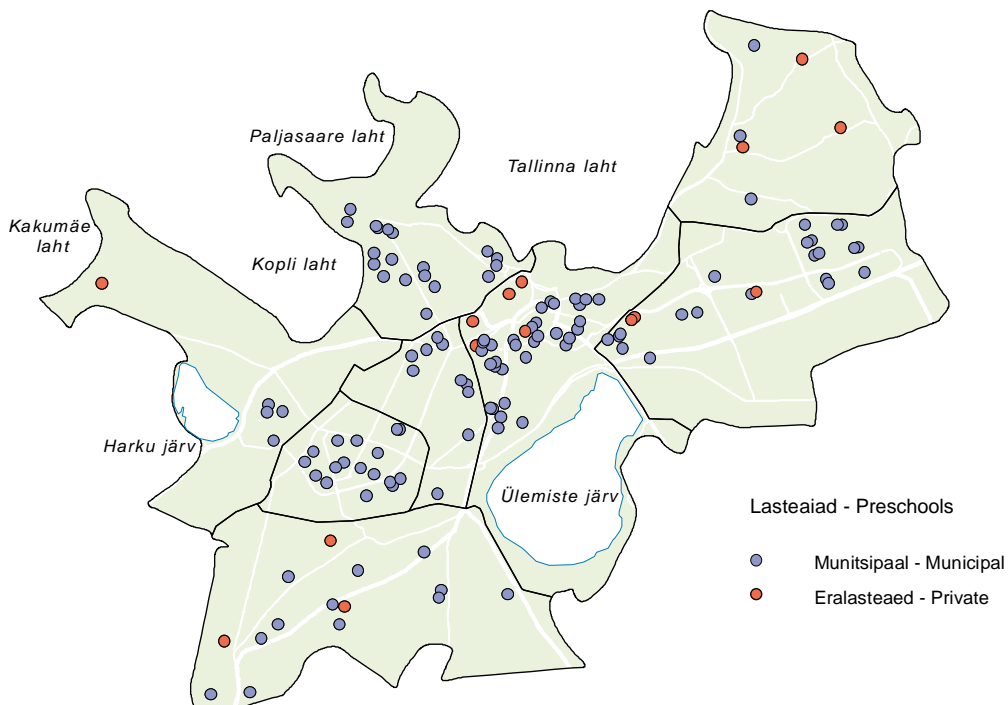 Paljasaare laht
Tallinna laht
Kakumäe
laht
Kopli laht
Harku järv
Ülemiste järv
Lasteaiad - Preschools
Munitsipaal - Municipal
Eralasteaed - Private